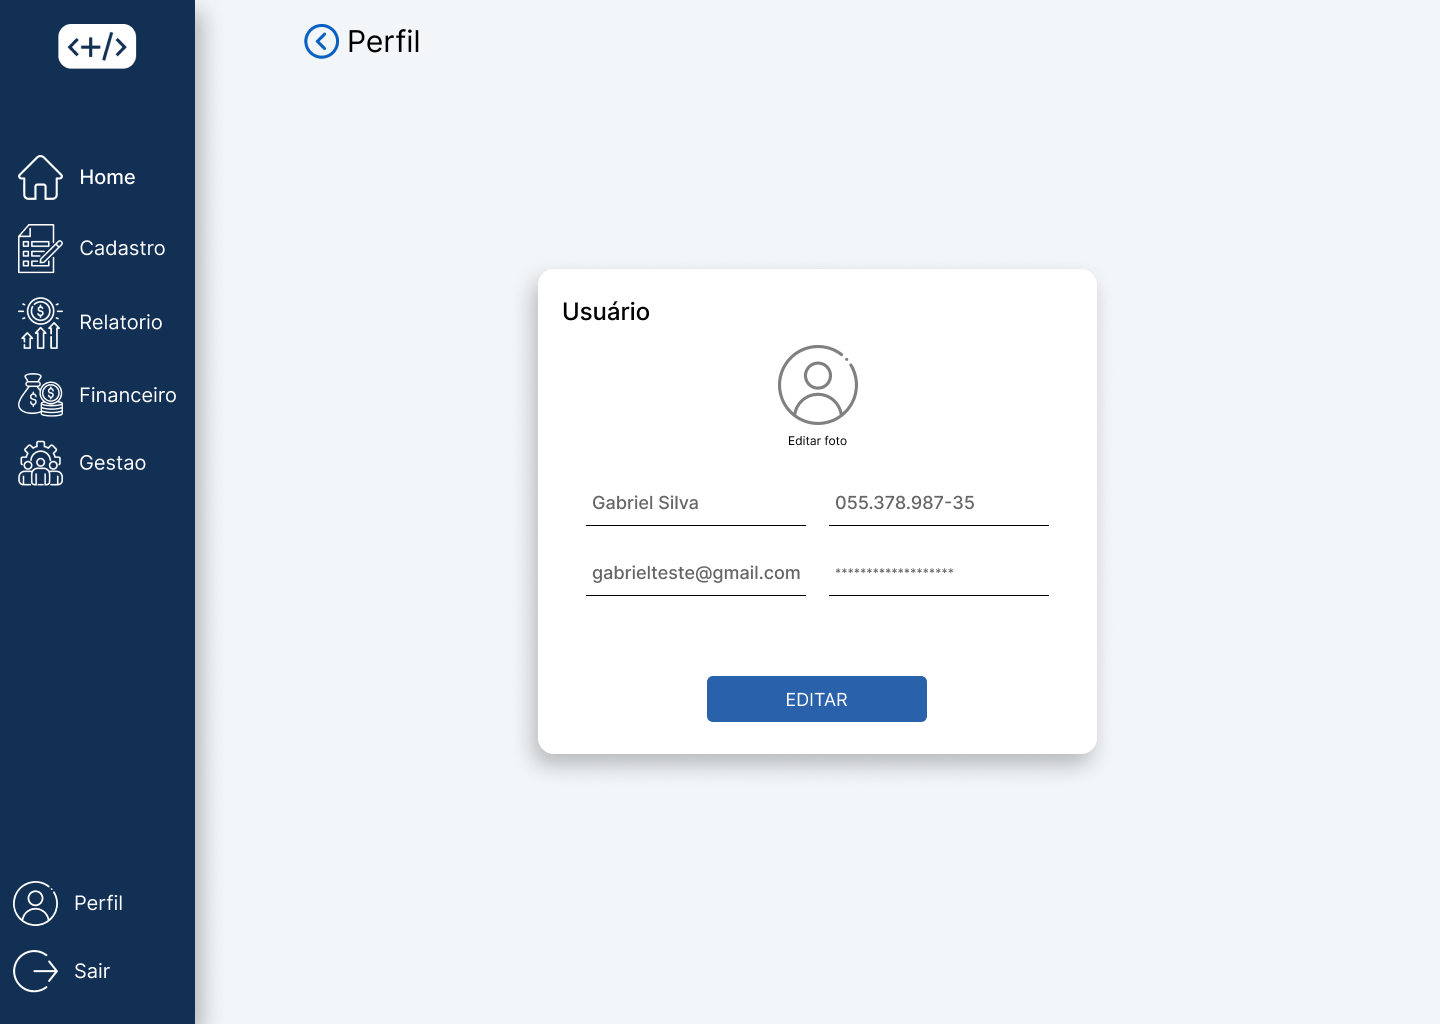 <+/>
Home
Cadastro
Relatorio
Financeiro
Gestao
Perfil
Sair
Perfil
Usuário
Editar foto
Gabriel Silva
055.378.987-35
gabrielteste@gmail.com
*******************
EDITAR